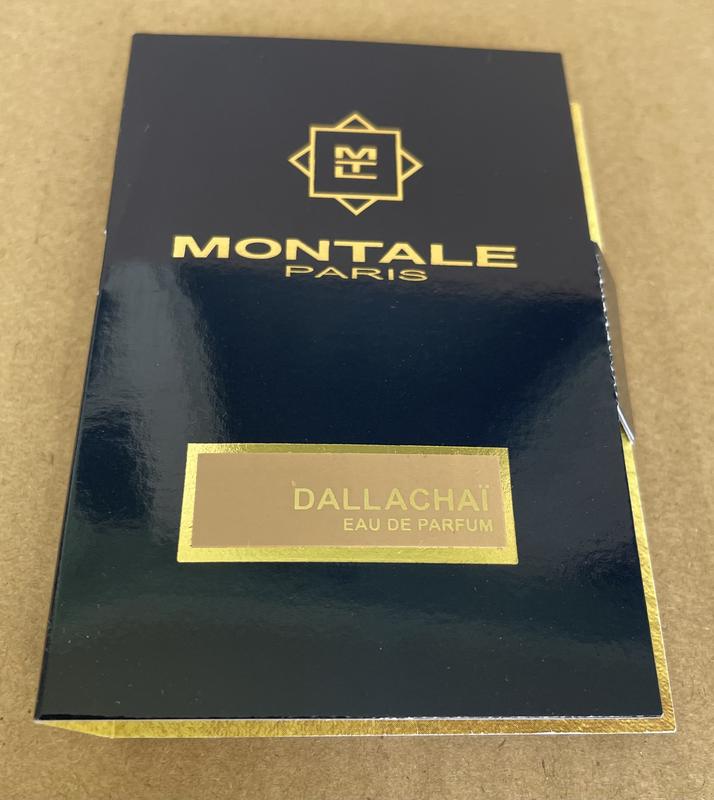 MONTALE
PARIS
DALLACHAÏ
EAU DE PARFUM